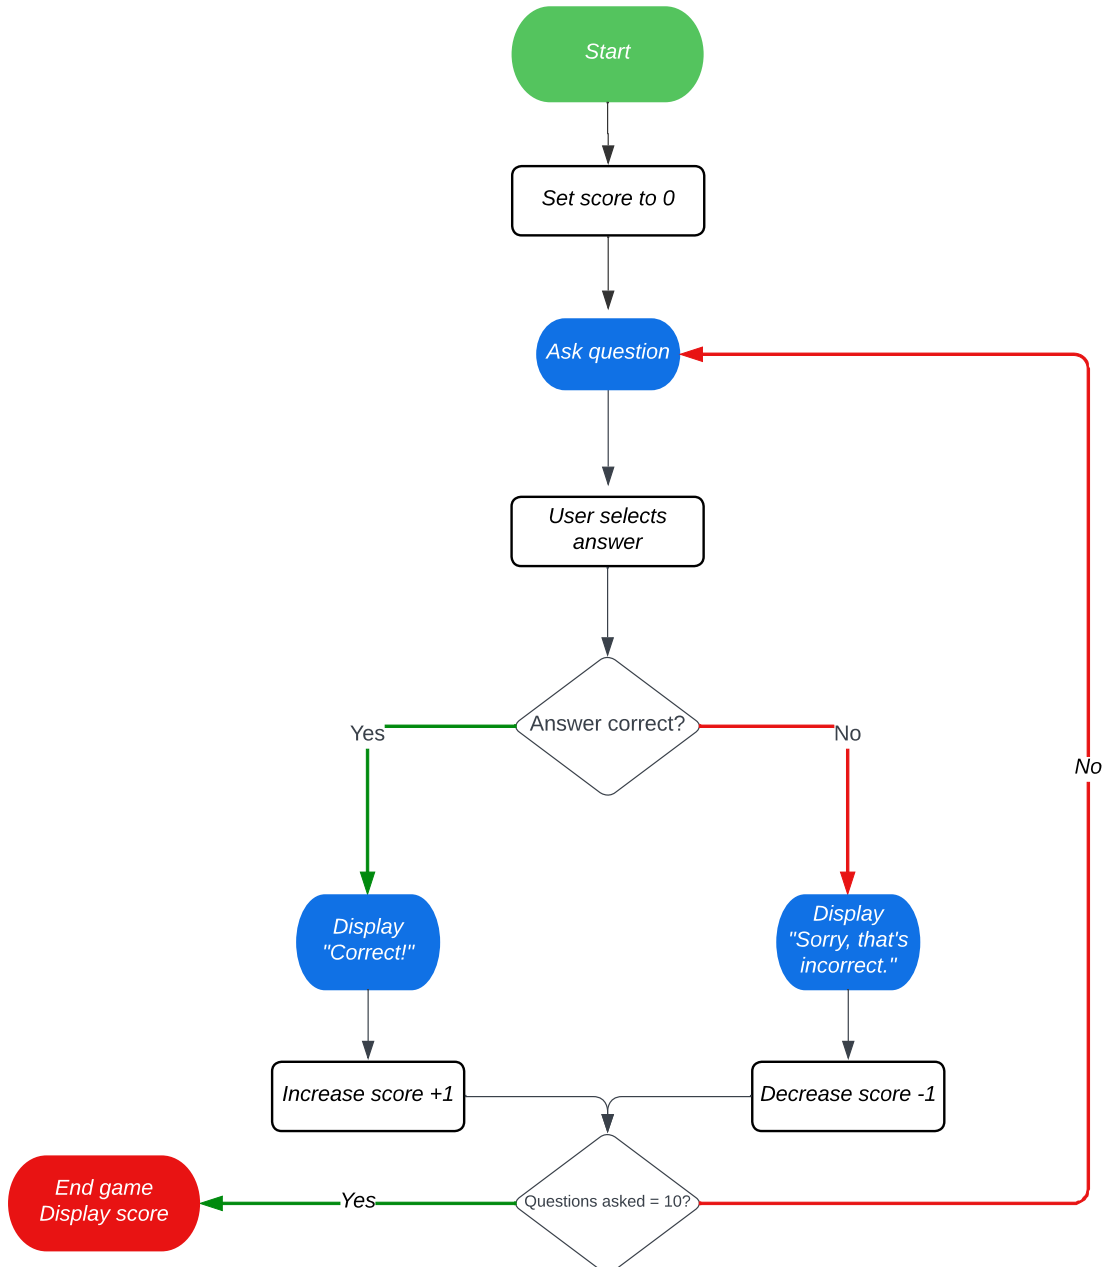 Start
Set score to 0
Ask question
User selects
answer
Answer correct?
Yes
No
No
Display
"Correct!"
Display
"Sorry, that's
incorrect."
Increase score +1
Decrease score -1
End game
Display score
Yes
Questions asked = 10?